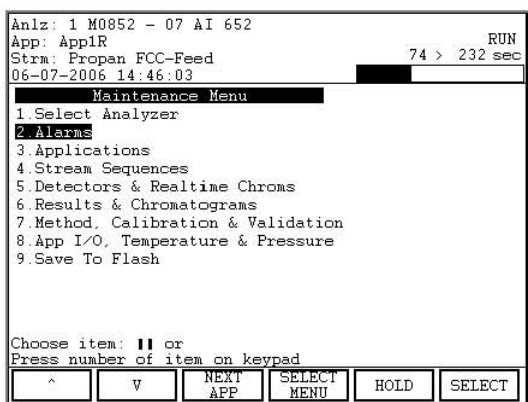 Anlz: 1 M0852 - 07 AI 652
App: App1R
RUN
Strm: Propan FCC-Feed
74 > 232 sec
06-07-2006 14:46:03
Maintenance Menu
1.Select Analyzer
2.Alarms
3.Applications
4.Stream Sequences
5.Detectors & Realtime Chroms
6.Results & Chromatograms
7.Method, Calibration & Validation
8.App I/O, Temperature & Pressure
9.Save To Flash
Choose item: or
Press number of item on keypad
^ V NEXT APP SELECT MENU HOLD SELECT